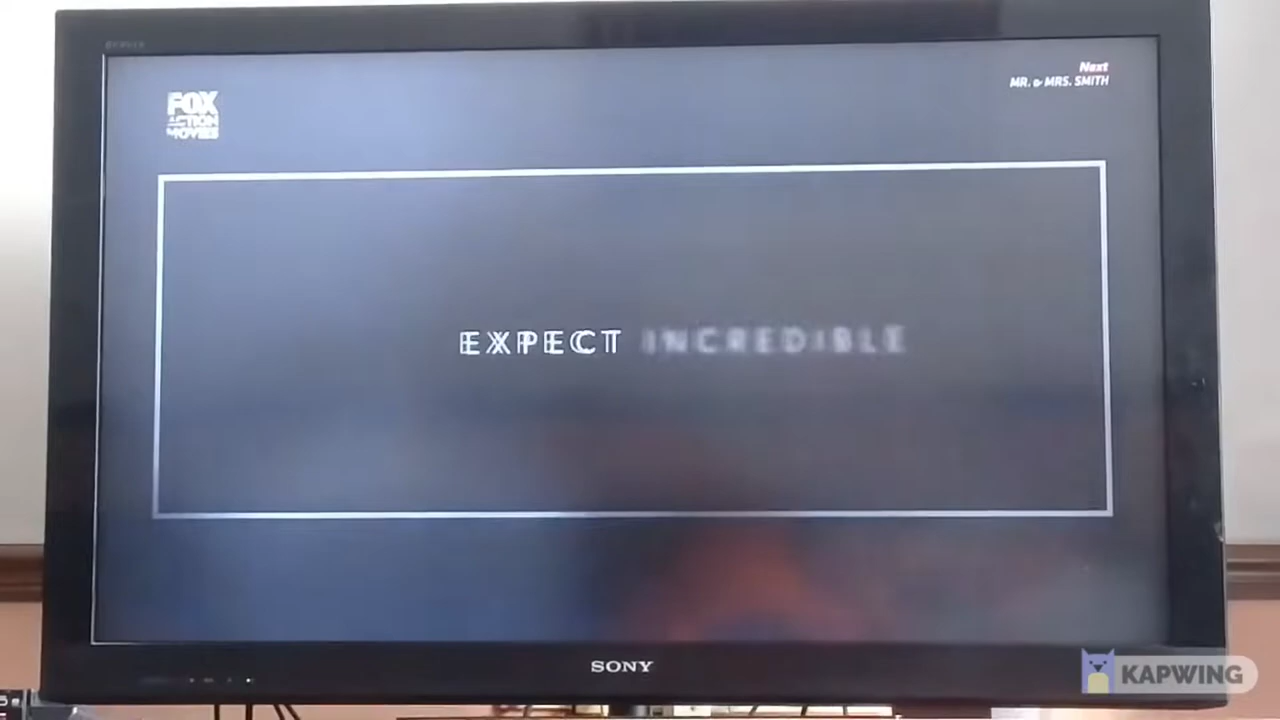 Next
MR. & MRS. SMITH
FOX
ACTION
MOVIES
EXPECT INCREDIBLE
SONY
KAPWING